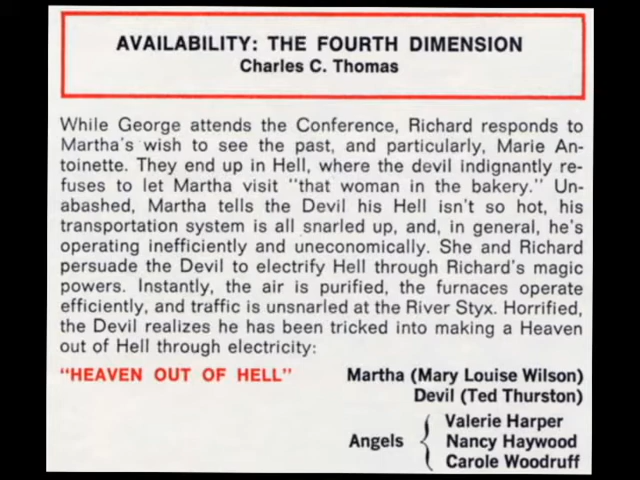 AVAILABILITY: THE FOURTH DIMENSION
Charles C. Thomas
While George attends the Conference, Richard responds to
Martha's wish to see the past, and particularly, Marie An-
toinette. They end up in Hell, where the devil indignantly re-
fuses to let Martha visit "that woman in the bakery." Un-
abashed, Martha tells the Devil his Hell isn't so hot, his
transportation system is all snarled up, and, in general, he's
operating inefficiently and uneconomically. She and Richard
persuade the Devil to electrify Hell through Richard's magic
powers. Instantly, the air is purified, the furnaces operate
efficiently, and traffic is unsnarled at the River Styx. Horrified,
the Devil realizes he has been tricked into making a Heaven
out of Hell through electricity:
"HEAVEN OUT OF HELL" Martha (Mary Louise Wilson)
Devil (Ted Thurston)
Valerie Harper
Angels { Nancy Haywood
Carole Woodruff